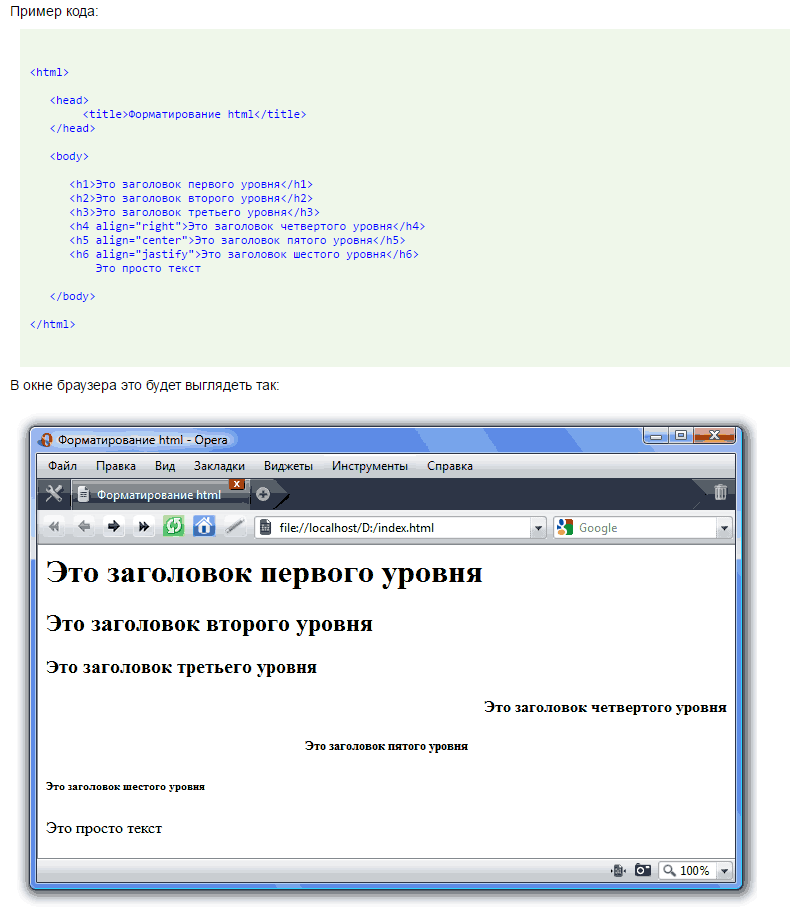 Пример кода:
<html>
<head>
<title>Форматирование html</title>
</head>
<body>
<h1>Это заголовок первого уровня</h1>
<h2>Это заголовок второго уровня</h2>
<h3>Это заголовок третьего уровня</h3>
<h4 align="right">Это заголовок четвертого уровня</h4>
<h5 align="center">Это заголовок пятого уровня</h5>
<h6 align="jastify">Это заголовок шестого уровня</h6>
Это просто текст
</body>
</html>
В окне браузера это будет выглядеть так:
Форматирование html - Opera
Файл Правка Вид Закладки Виджеты Инструменты Справка
Форматирование html
file://localhost/D:/index.html Google
Это заголовок первого уровня
Это заголовок второго уровня
Это заголовок третьего уровня
Это заголовок четвертого уровня
Это заголовок пятого уровня
Это заголовок шестого уровня
Это просто текст
100%